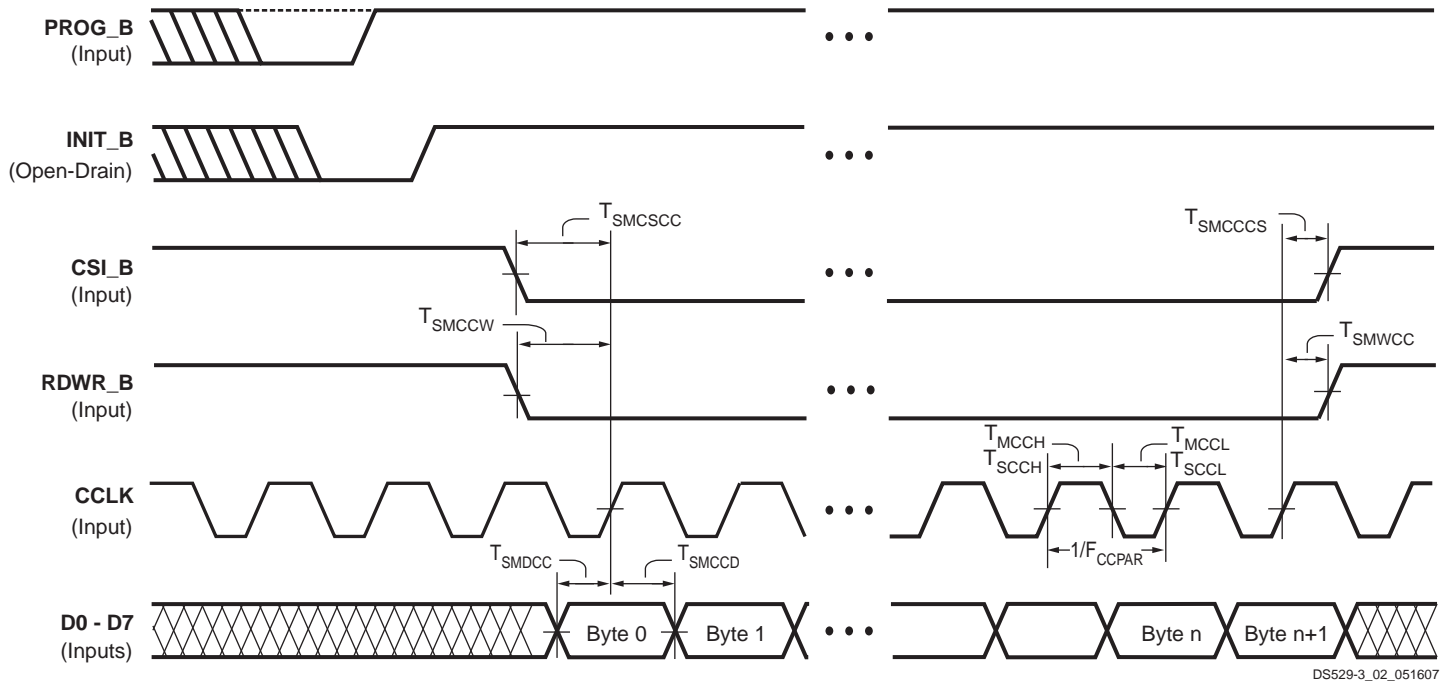 PROG_B
(Input)
INIT_B
(Open-Drain)
TSMCSCC
TSMCCCS
CSI_B
(Input)
TSMCCW
TSMWCC
RDWR_B
(Input)
TMCCH
TSCCH
TMCCL
TSCCL
CCLK
(Input)
1/FCCPAR
TSMDCC
TSMCCD
D0 - D7
(Inputs)
Byte 0
Byte 1
Byte n
Byte n+1
DS529-3_02_051607